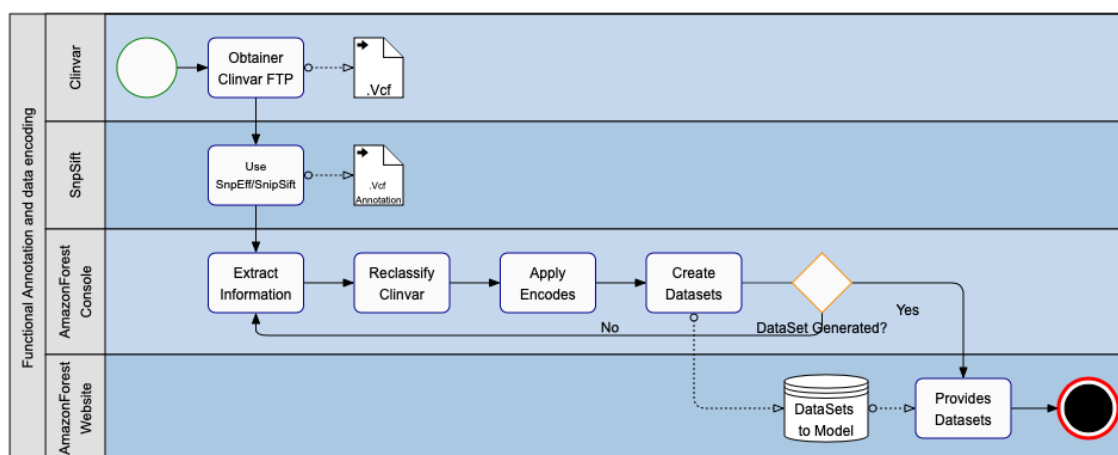 Functional Annotation and data encoding
Clinvar
Obtainer
Clinvar FTP
.Vcf
SnpSift
Use
SnpEff/SnipSift
.Vcf
Annotation
AmazonForest
Console
Extract
Information
Reclassify
Clinvar
Apply
Encodes
Create
Datasets
DataSet Generated?
Yes
No
AmazonForest
Website
DataSets
to Model
Provides
Datasets